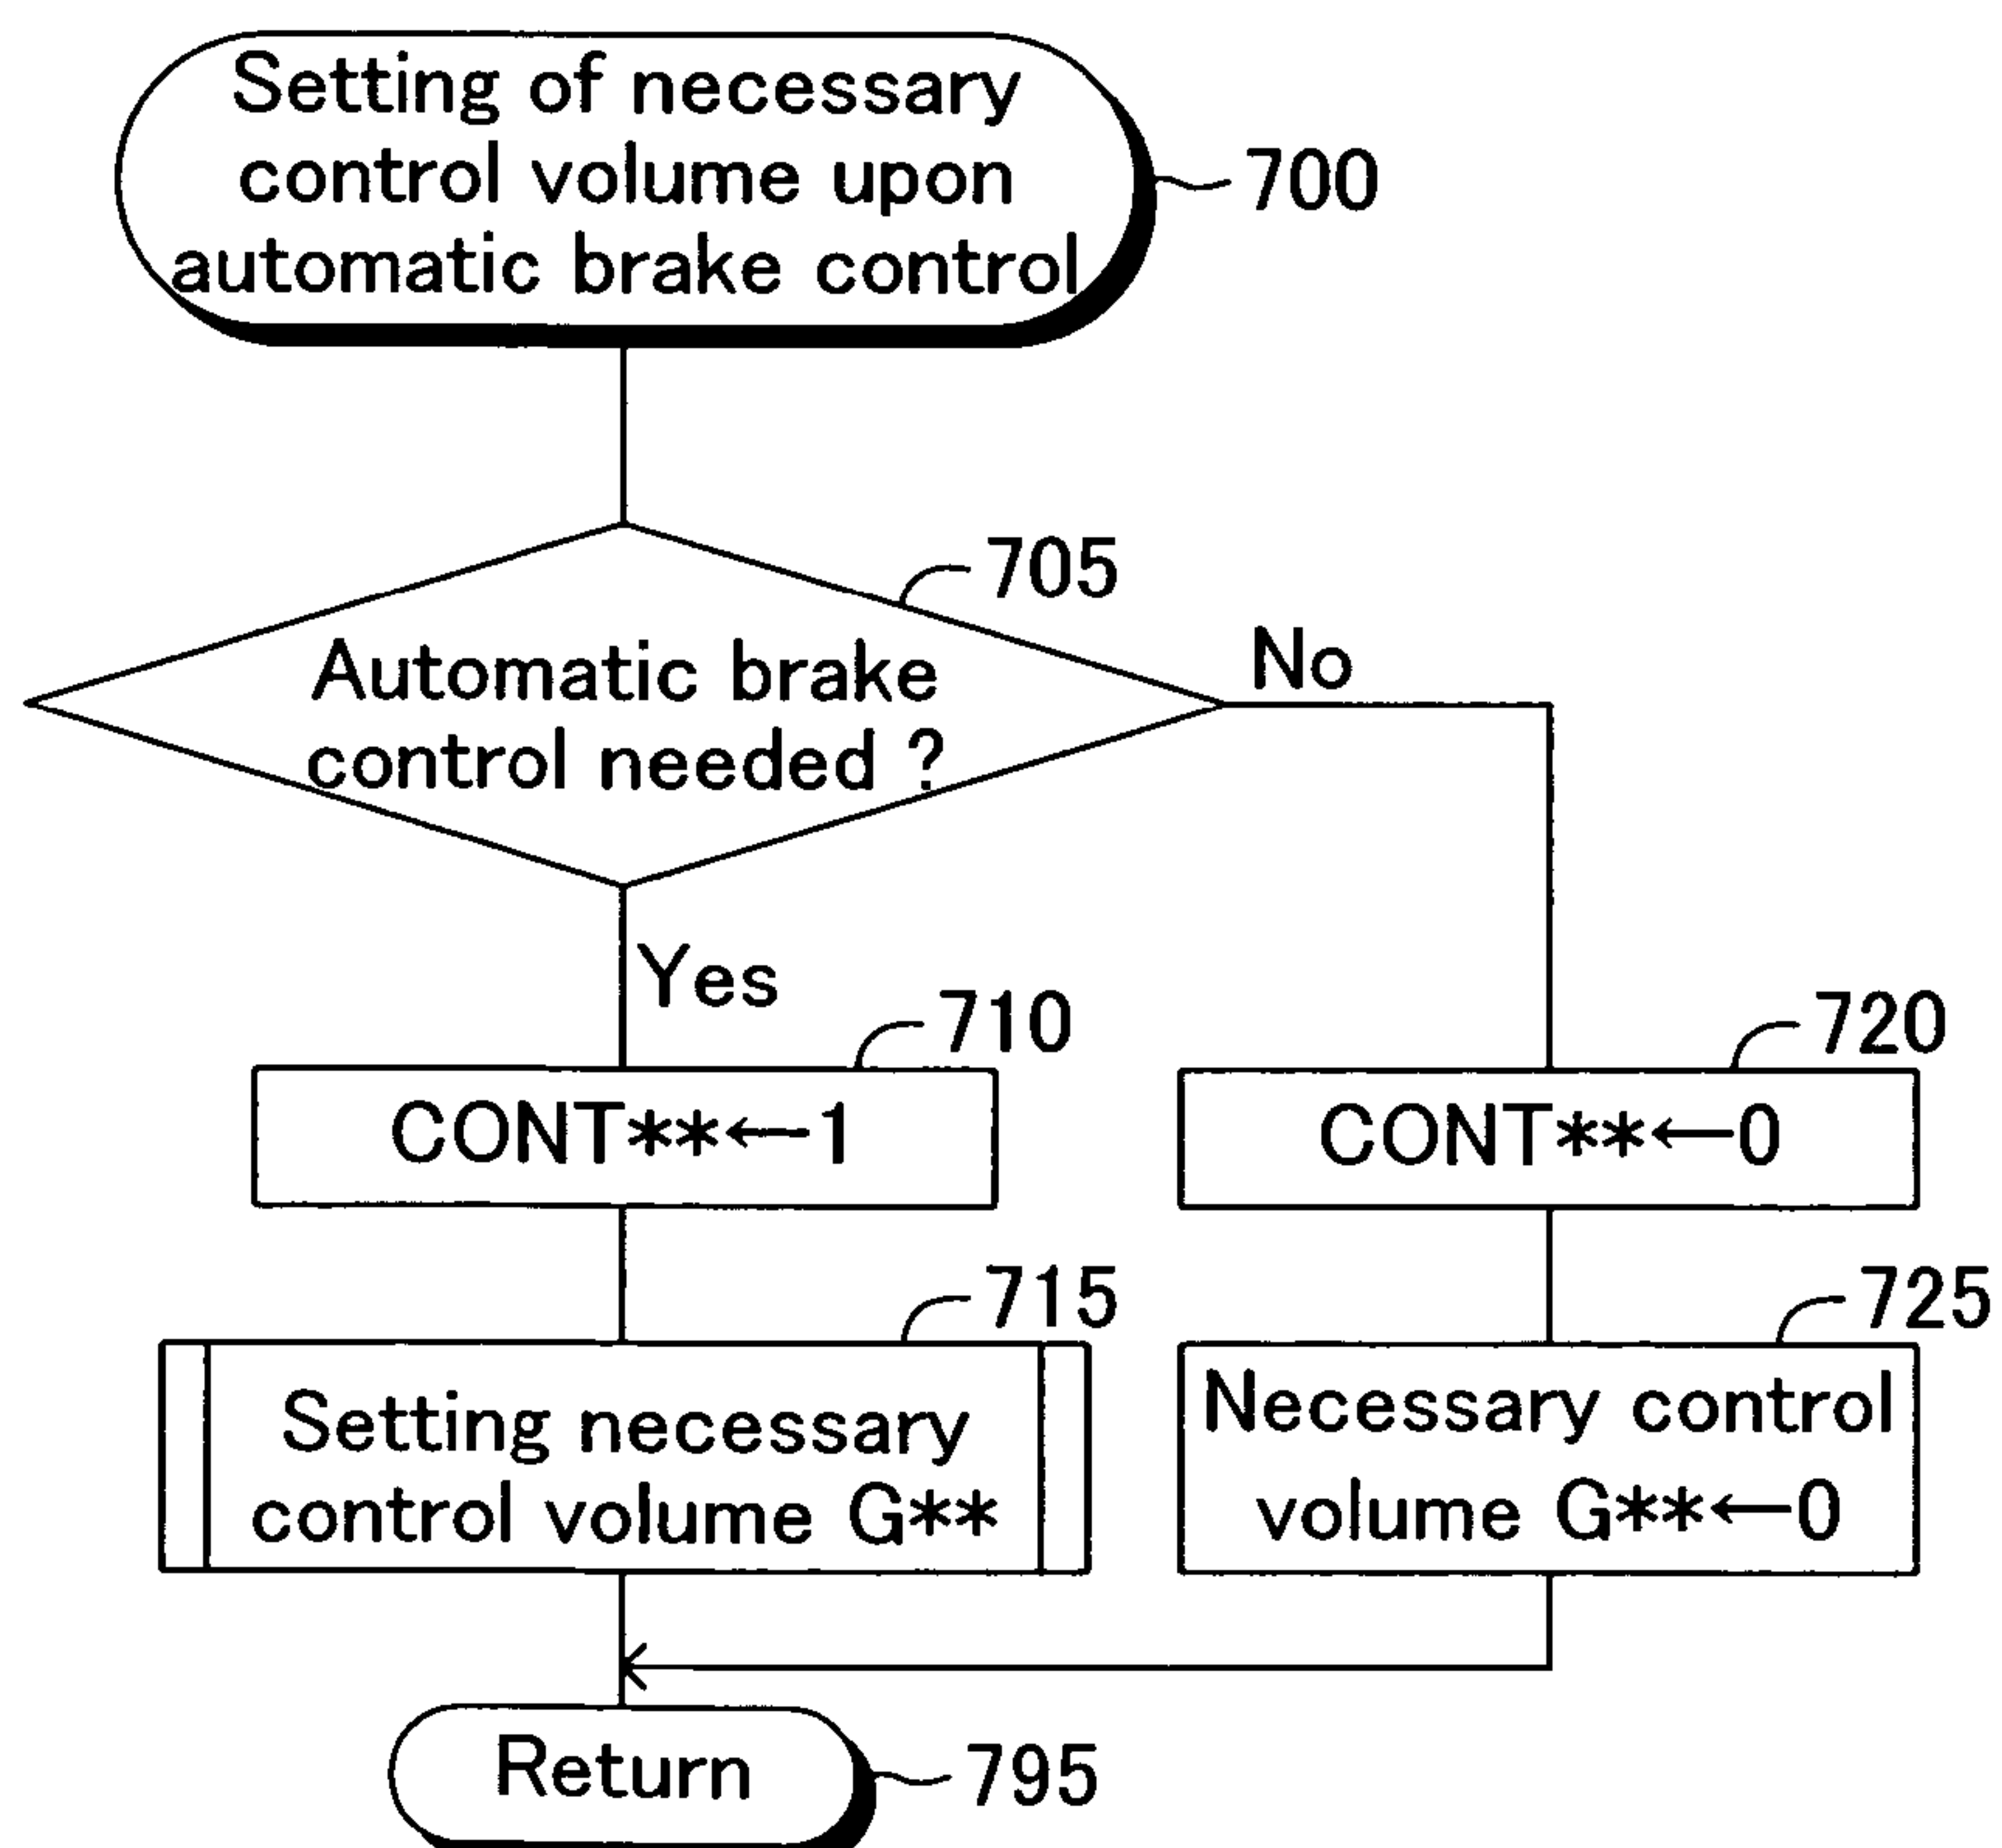 Setting of necessary
control volume upon
automatic brake control
700
705
Automatic brake
control needed ?
No
Yes
710
CONT**←1
720
CONT**←0
715
Setting necessary
control volume G**
725
Necessary control
volume G**←0
Return
795